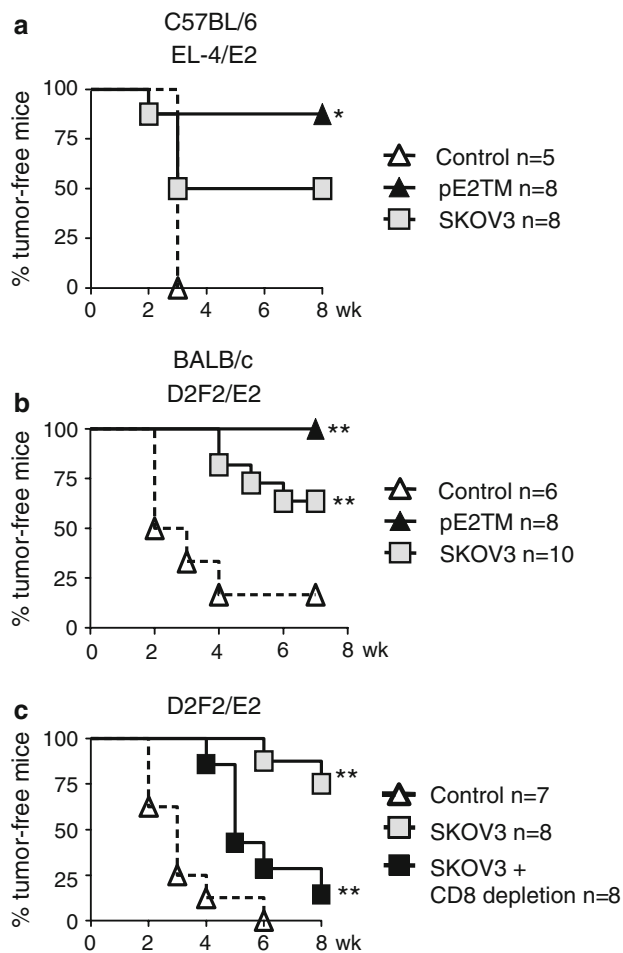 a
C57BL/6
EL-4/E2
% tumor-free mice
100
75
50
25
0
0 2 4 6 8 wk
*
Control n=5
pE2TM n=8
SKOV3 n=8
b
BALB/c
D2F2/E2
% tumor-free mice
100
75
50
25
0
0 2 4 6 8 wk
**
**
Control n=6
pE2TM n=8
SKOV3 n=10
c
D2F2/E2
% tumor-free mice
100
75
50
25
0
0 2 4 6 8 wk
**
**
Control n=7
SKOV3 n=8
SKOV3 +
CD8 depletion n=8